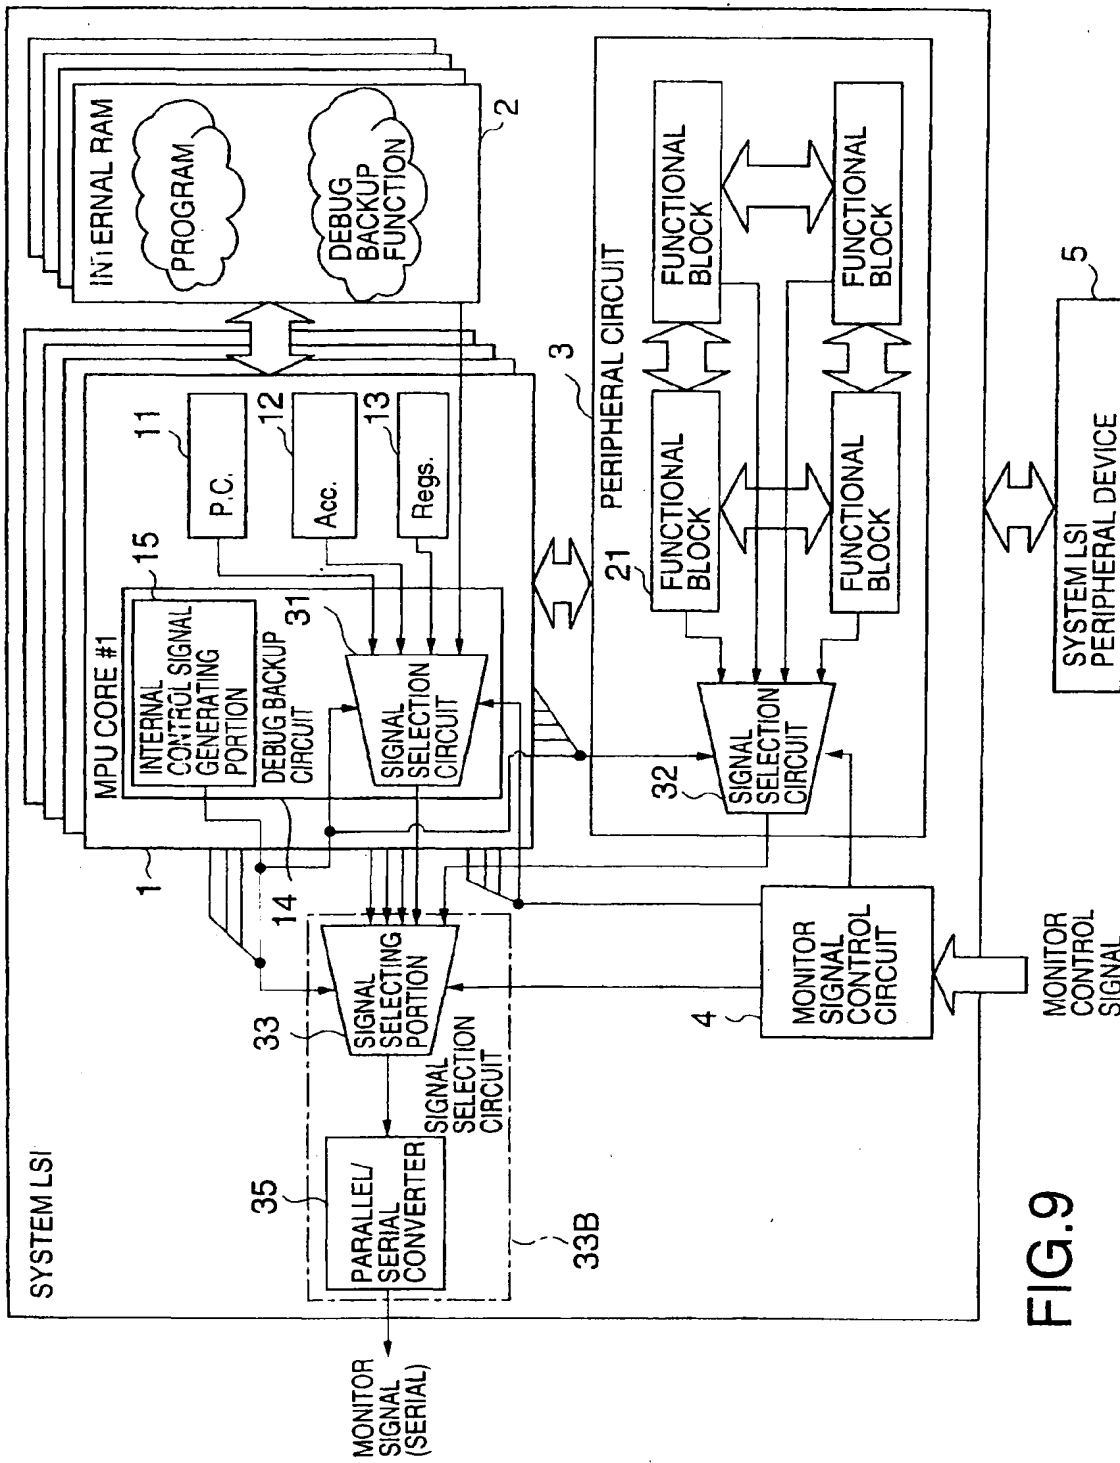 SYSTEM LSI
MPU CORE #1
INTERNAL
CONTROL SIGNAL
GENERATING
PORTION
15
DEBUG BACKUP
CIRCUIT
14
1
P.C.
11
Acc.
12
Regs.
13
31
SIGNAL
SELECTION
CIRCUIT
INTERNAL RAM
PROGRAM
DEBUG
BACKUP
FUNCTION
2
MONITOR
SIGNAL
(SERIAL)
35
PARALLEL/
SERIAL
CONVERTER
33
SIGNAL
SELECTING
PORTION
SIGNAL
SELECTION
CIRCUIT
33B
3
PERIPHERAL CIRCUIT
21
FUNCTIONAL
BLOCK
FUNCTIONAL
BLOCK
FUNCTIONAL
BLOCK
FUNCTIONAL
BLOCK
32
SIGNAL
SELECTION
CIRCUIT
4
MONITOR
SIGNAL
CONTROL
CIRCUIT
MONITOR
CONTROL
SIGNAL
5
SYSTEM LSI
PERIPHERAL DEVICE
FIG.9